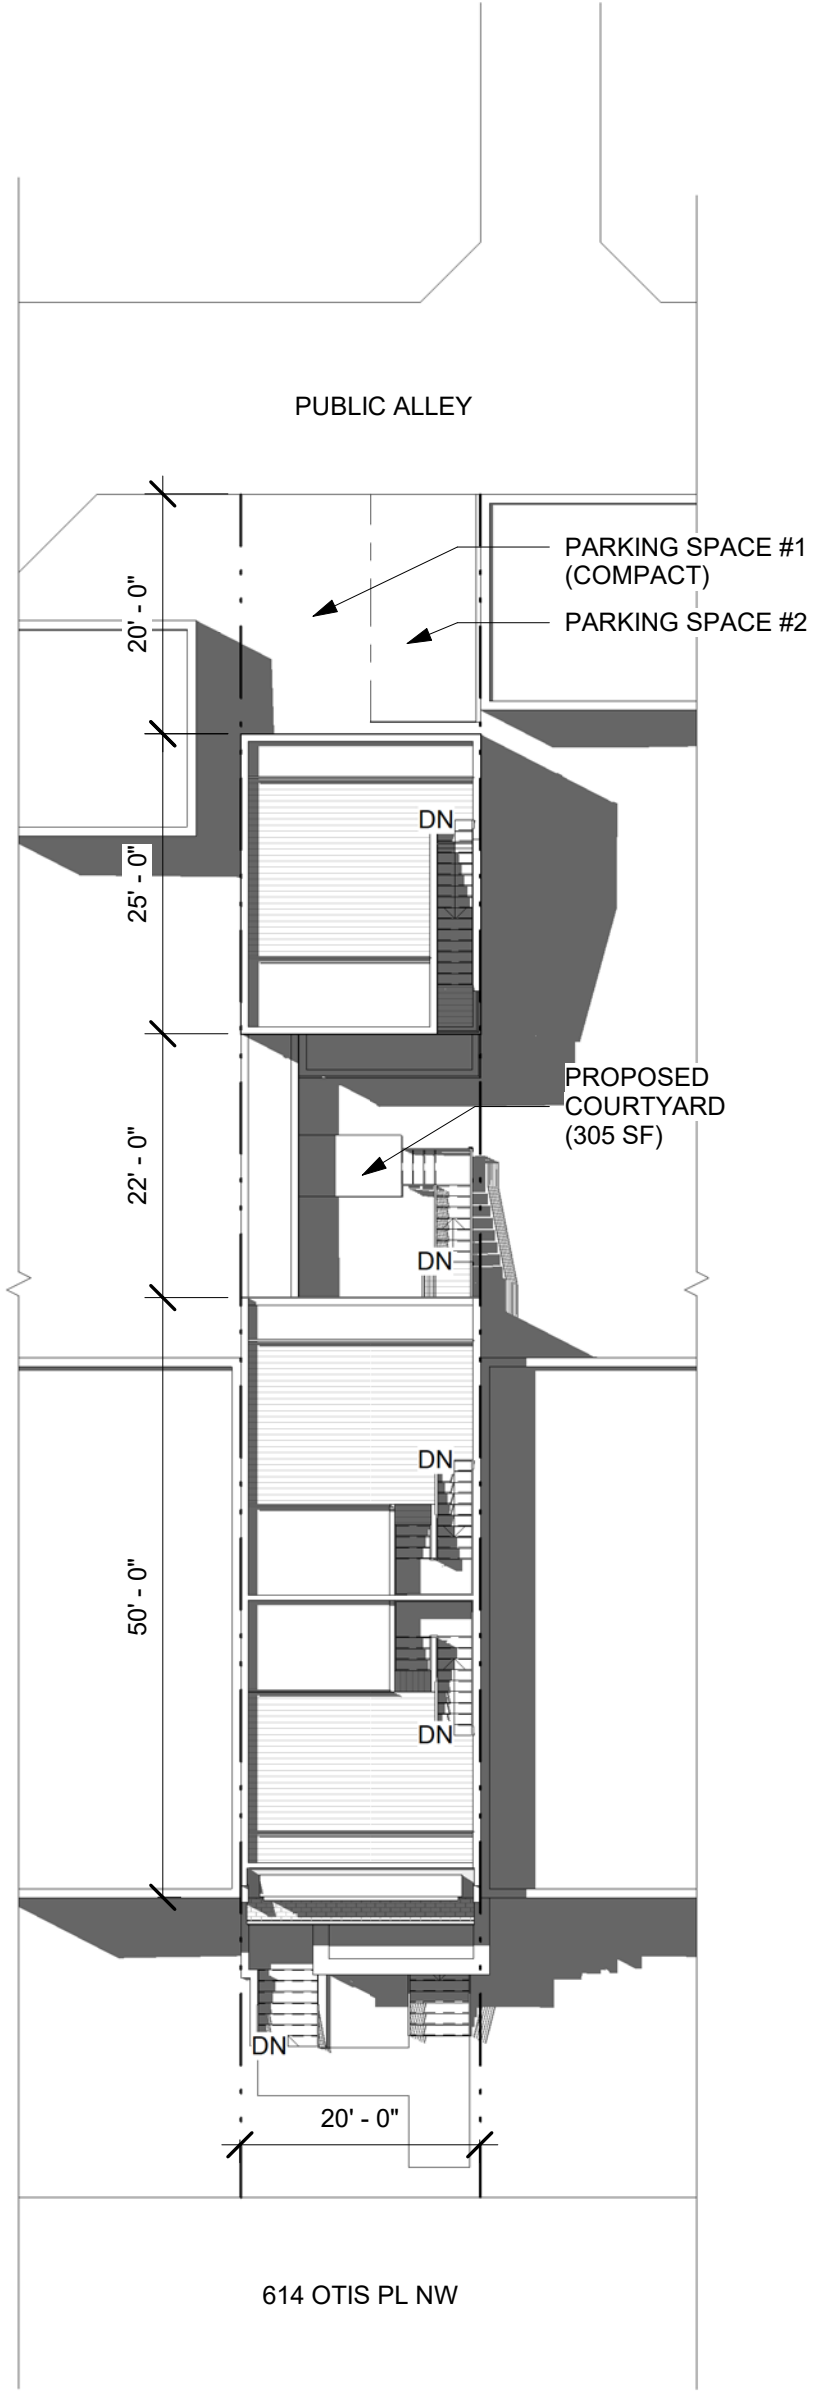 PUBLIC ALLEY
PARKING SPACE #1
(COMPACT)
PARKING SPACE #2
20' - 0"
DN
25' - 0"
PROPOSED
COURTYARD
(305 SF)
22' - 0"
DN
DN
50' - 0"
DN
DN
20' - 0"
614 OTIS PL NW